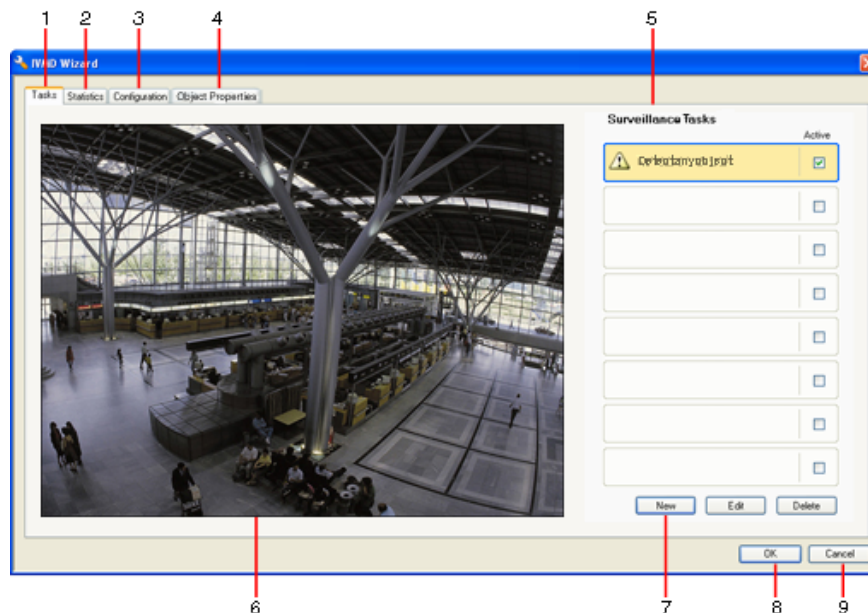 1 2 3 4 5
IVMD Wizard
Tasks Statistics Configuration Object Properties
Surveillance Tasks
Active
New Edit Delete
OK Cancel
6 7 8 9